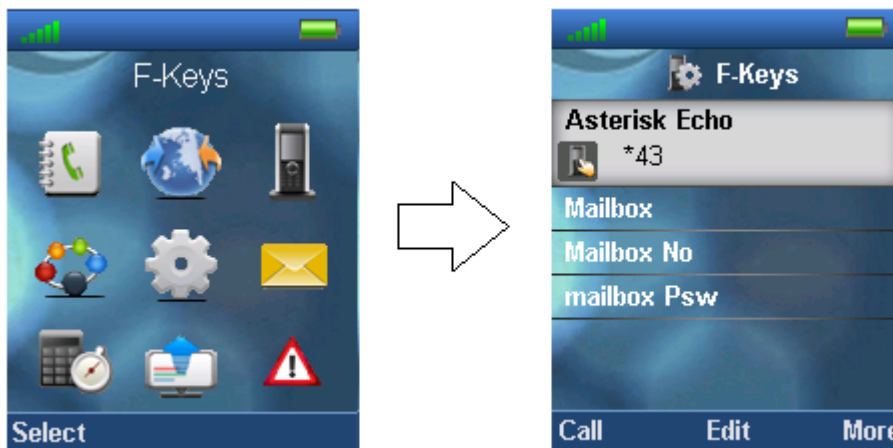 F-Keys
Select
F-Keys
Asterisk Echo
*43
Mailbox
Mailbox No
mailbox Psw
Call Edit More